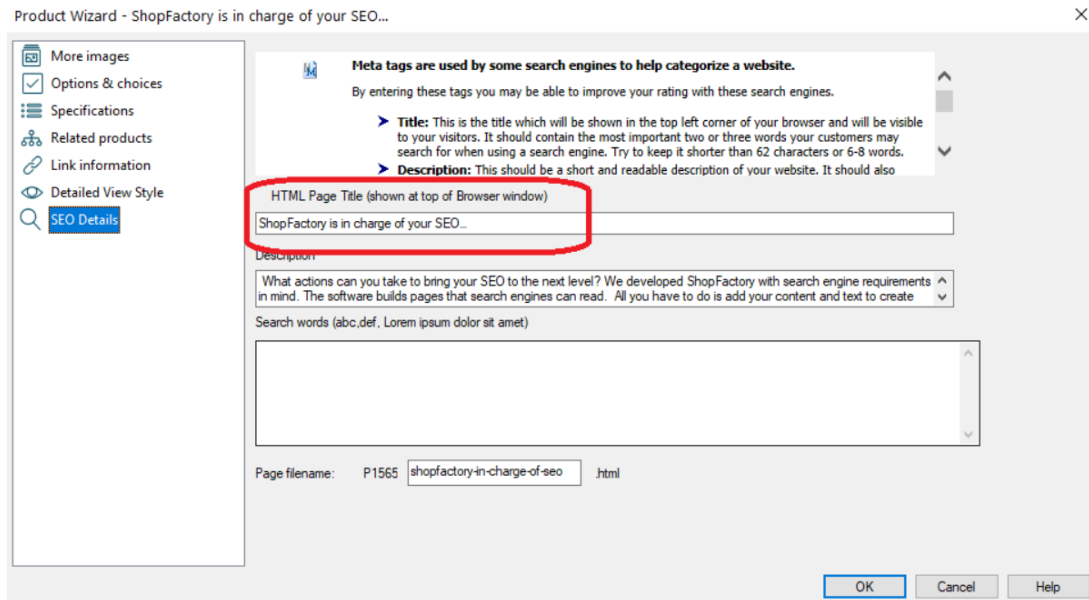 Product Wizard - ShopFactory is in charge of your SEO...
More images
Options & choices
Specifications
Related products
Link information
Detailed View Style
SEO Details
Meta tags are used by some search engines to help categorize a website.
By entering these tags you may be able to improve your rating with these search engines.
Title: This is the title which will be shown in the top left corner of your browser and will be visible
to your visitors. It should contain the most important two or three words your customers may
search for when using a search engine. Try to keep it shorter than 62 characters or 6-8 words.
Description: This should be a short and readable description of your website. It should also
HTML Page Title (shown at top of Browser window)
ShopFactory is in charge of your SEO...
Description
What actions can you take to bring your SEO to the next level? We developed ShopFactory with search engine requirements
in mind. The software builds pages that search engines can read. All you have to do is add your content and text to create
Search words (abc,def, Lorem ipsum dolor sit amet)
Page filename: P1565 shopfactory-in-charge-of-seo .html
OK Cancel Help